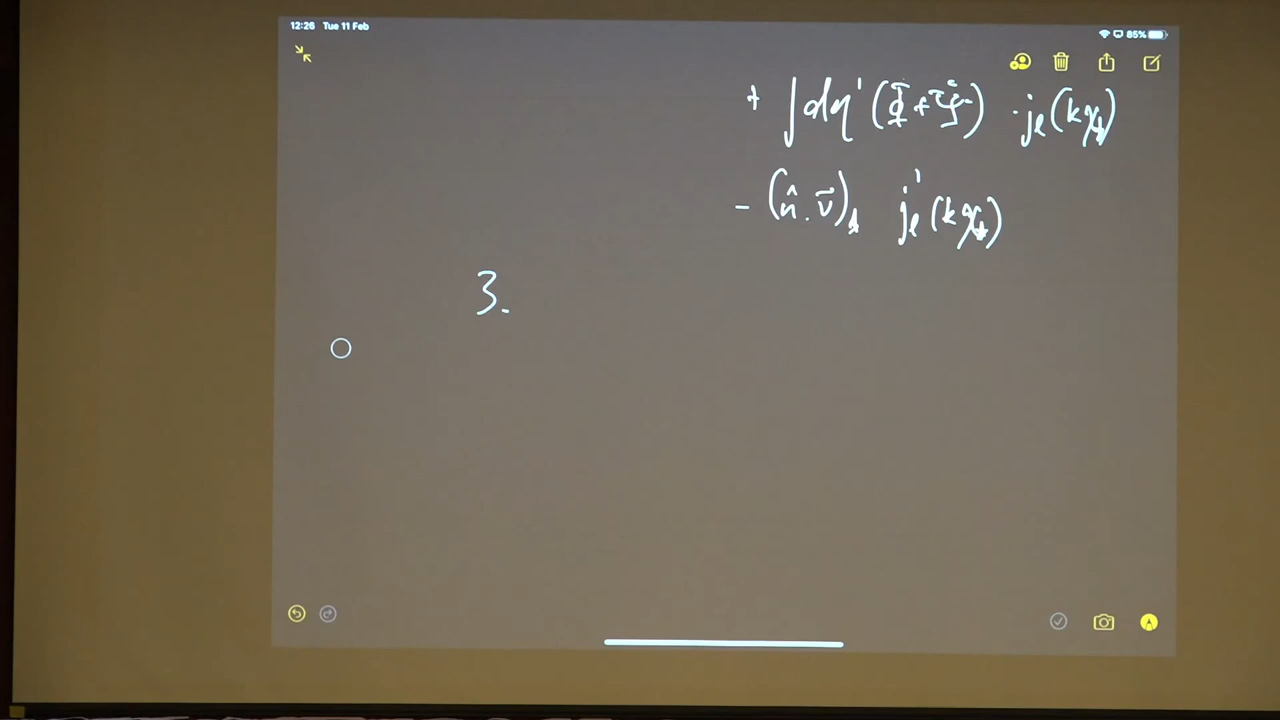 12:26 Tue 11 Feb
85%
+ ∫dη' (Φ̇ + Ψ̇) · jℓ(kχ⋆)
− (n̂ . v⃗)⋆ jℓ'(kχ⋆)
3.